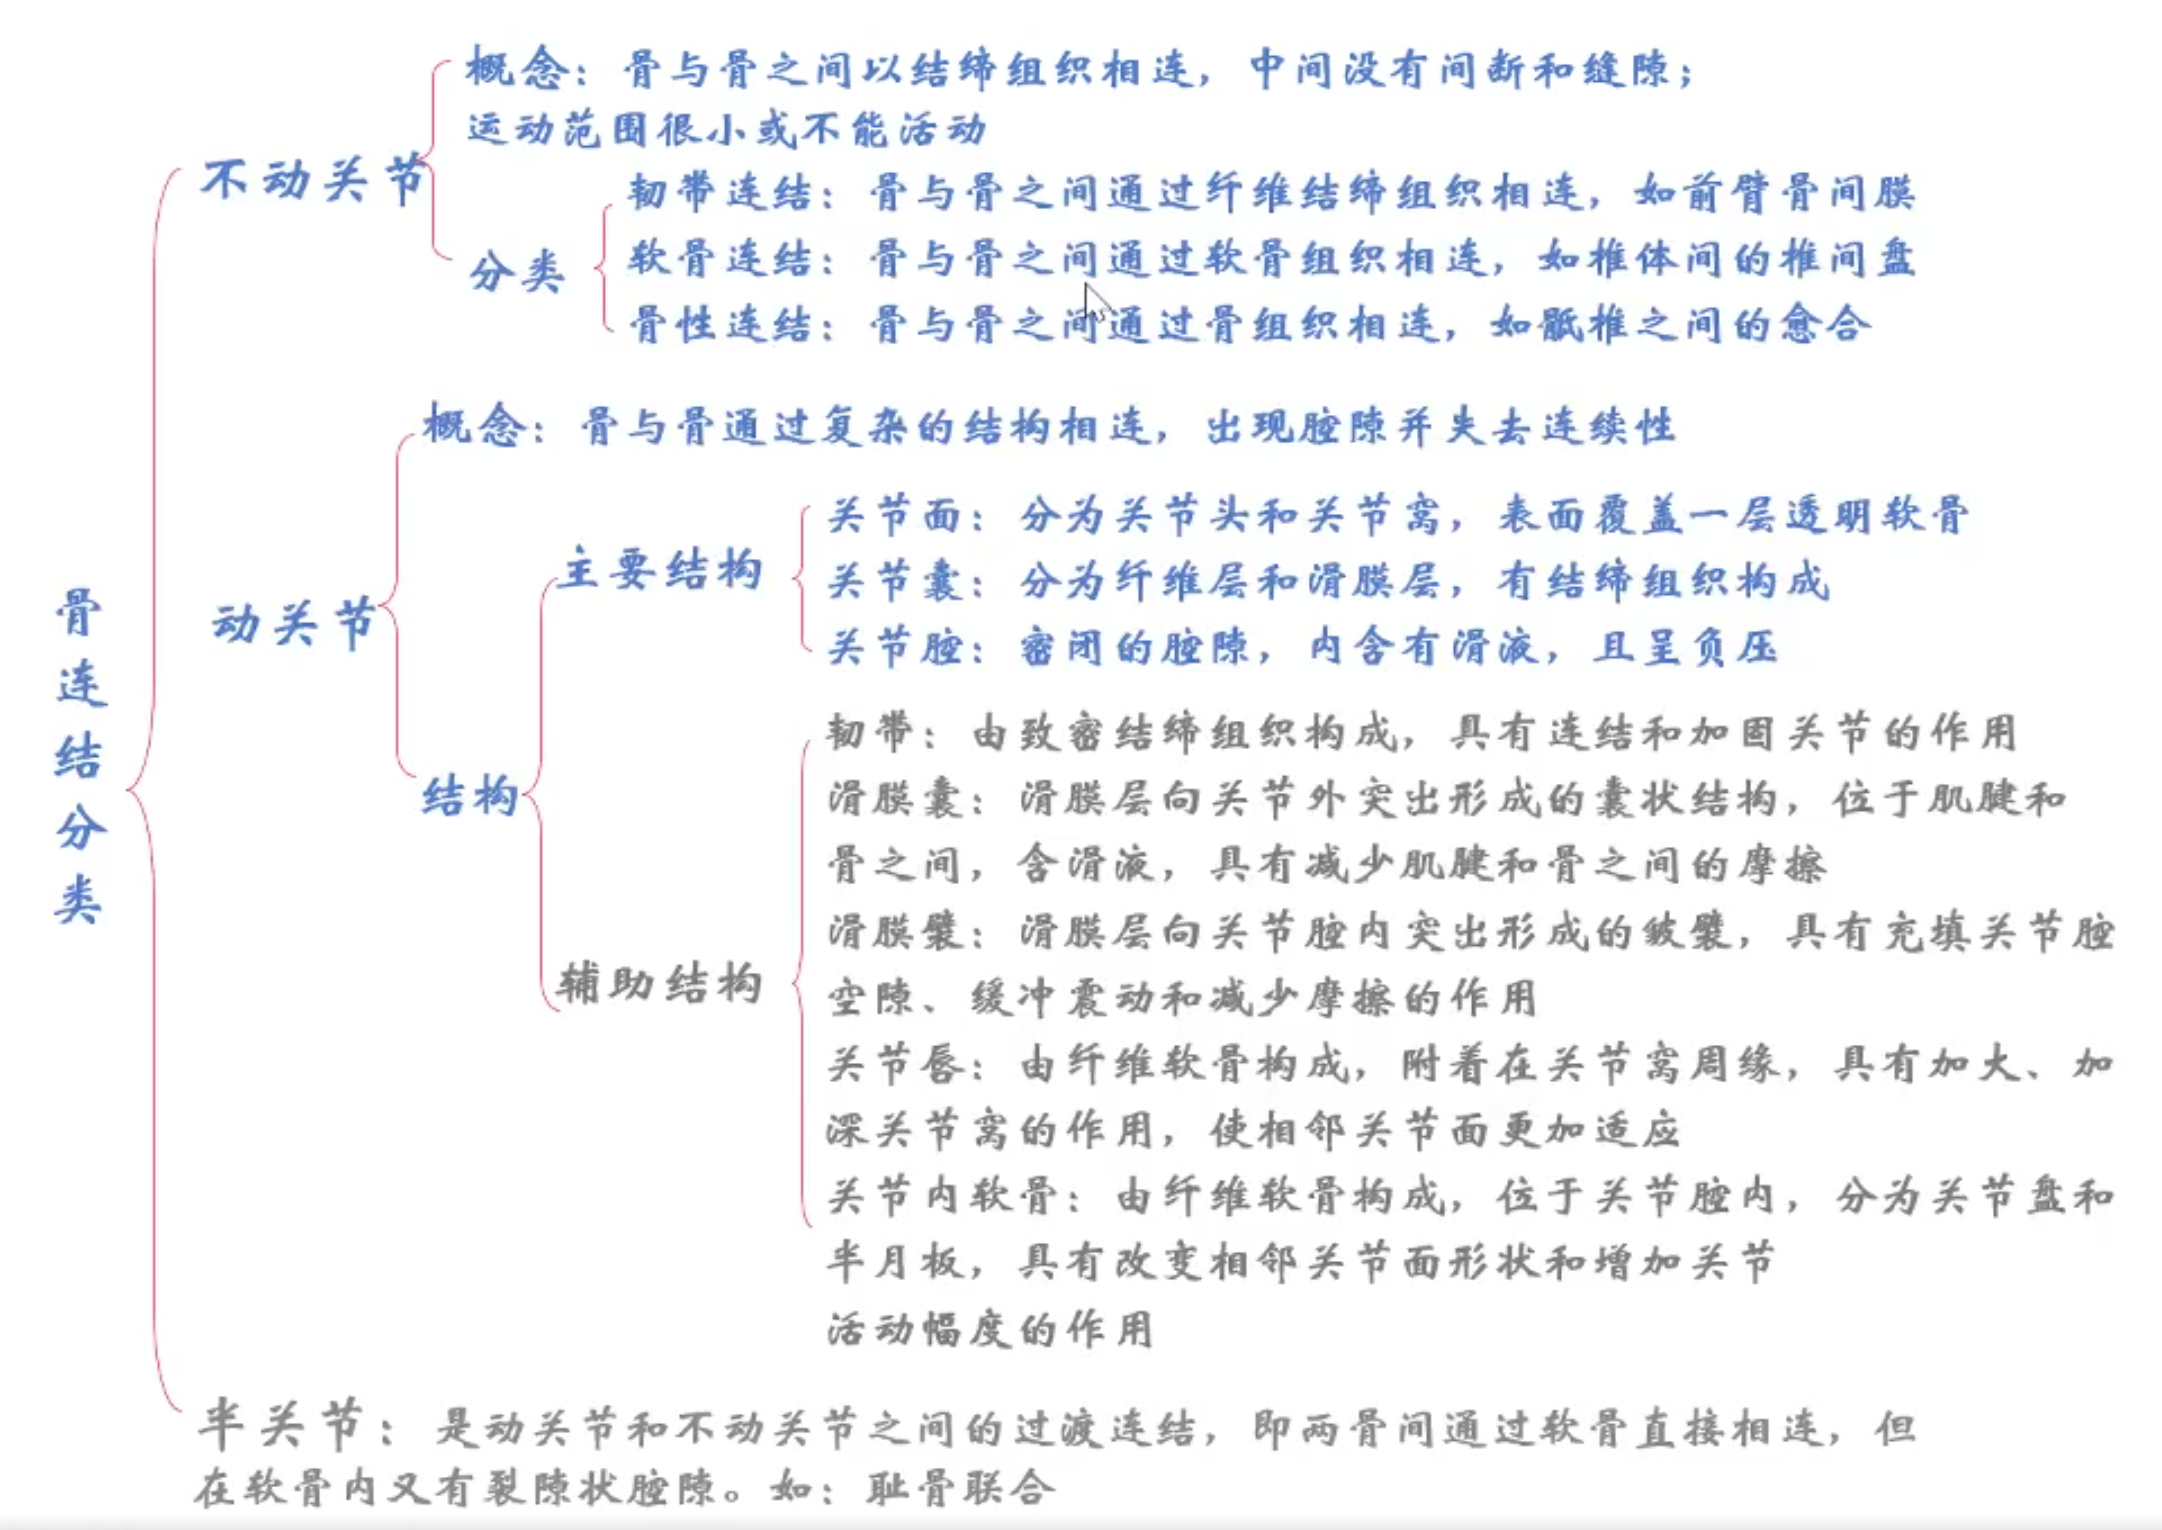 骨连结分类
不动关节
概念：骨与骨之间以结缔组织相连，中间没有间断和缝隙；
运动范围很小或不能活动
分类
韧带连结：骨与骨之间通过纤维结缔组织相连，如前臂骨间膜
软骨连结：骨与骨之间通过软骨组织相连，如椎体间的椎间盘
骨性连结：骨与骨之间通过骨组织相连，如骶椎之间的愈合
动关节
概念：骨与骨通过复杂的结构相连，出现腔隙并失去连续性
结构
主要结构
关节面：分为关节头和关节窝，表面覆盖一层透明软骨
关节囊：分为纤维层和滑膜层，有结缔组织构成
关节腔：密闭的腔隙，内含有滑液，且呈负压
辅助结构
韧带：由致密结缔组织构成，具有连结和加固关节的作用
滑膜囊：滑膜层向关节外突出形成的囊状结构，位于肌腱和
骨之间，含滑液，具有减少肌腱和骨之间的摩擦
滑膜襞：滑膜层向关节腔内突出形成的皱襞，具有充填关节腔
空隙、缓冲震动和减少摩擦的作用
关节唇：由纤维软骨构成，附着在关节窝周缘，具有加大、加
深关节窝的作用，使相邻关节面更加适应
关节内软骨：由纤维软骨构成，位于关节腔内，分为关节盘和
半月板，具有改变相邻关节面形状和增加关节
活动幅度的作用
半关节：是动关节和不动关节之间的过渡连结，即两骨间通过软骨直接相连，但
在软骨内又有裂隙状腔隙。如：耻骨联合